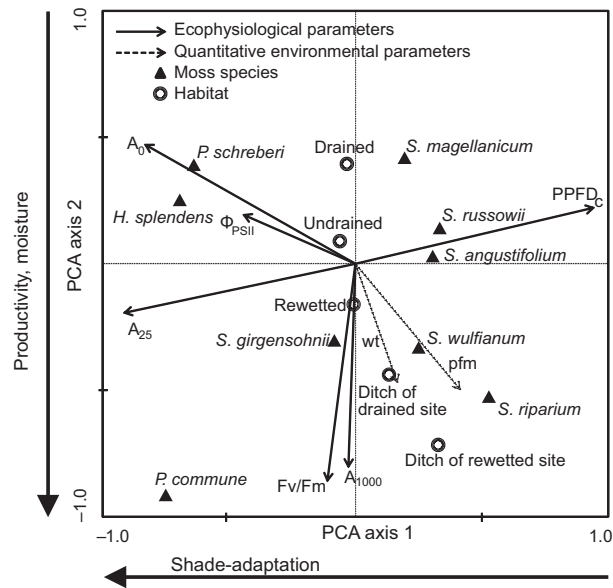 1.0
Ecophysiological parameters
Quantitative environmental parameters
Moss species
Habitat
A0
P. schreberi
Drained
S. magellanicum
PPFDc
H. splendens
ΦPSII
Undrained
S. russowii
S. angustifolium
Productivity, moisture
PCA axis 2
A25
Rewetted
S. girgensohnii
wt
S. wulfianum
pfm
Ditch of
drained site
S. riparium
P. commune
Fv/Fm
A1000
Ditch of rewetted site
-1.0
-1.0
PCA axis 1
1.0
Shade-adaptation